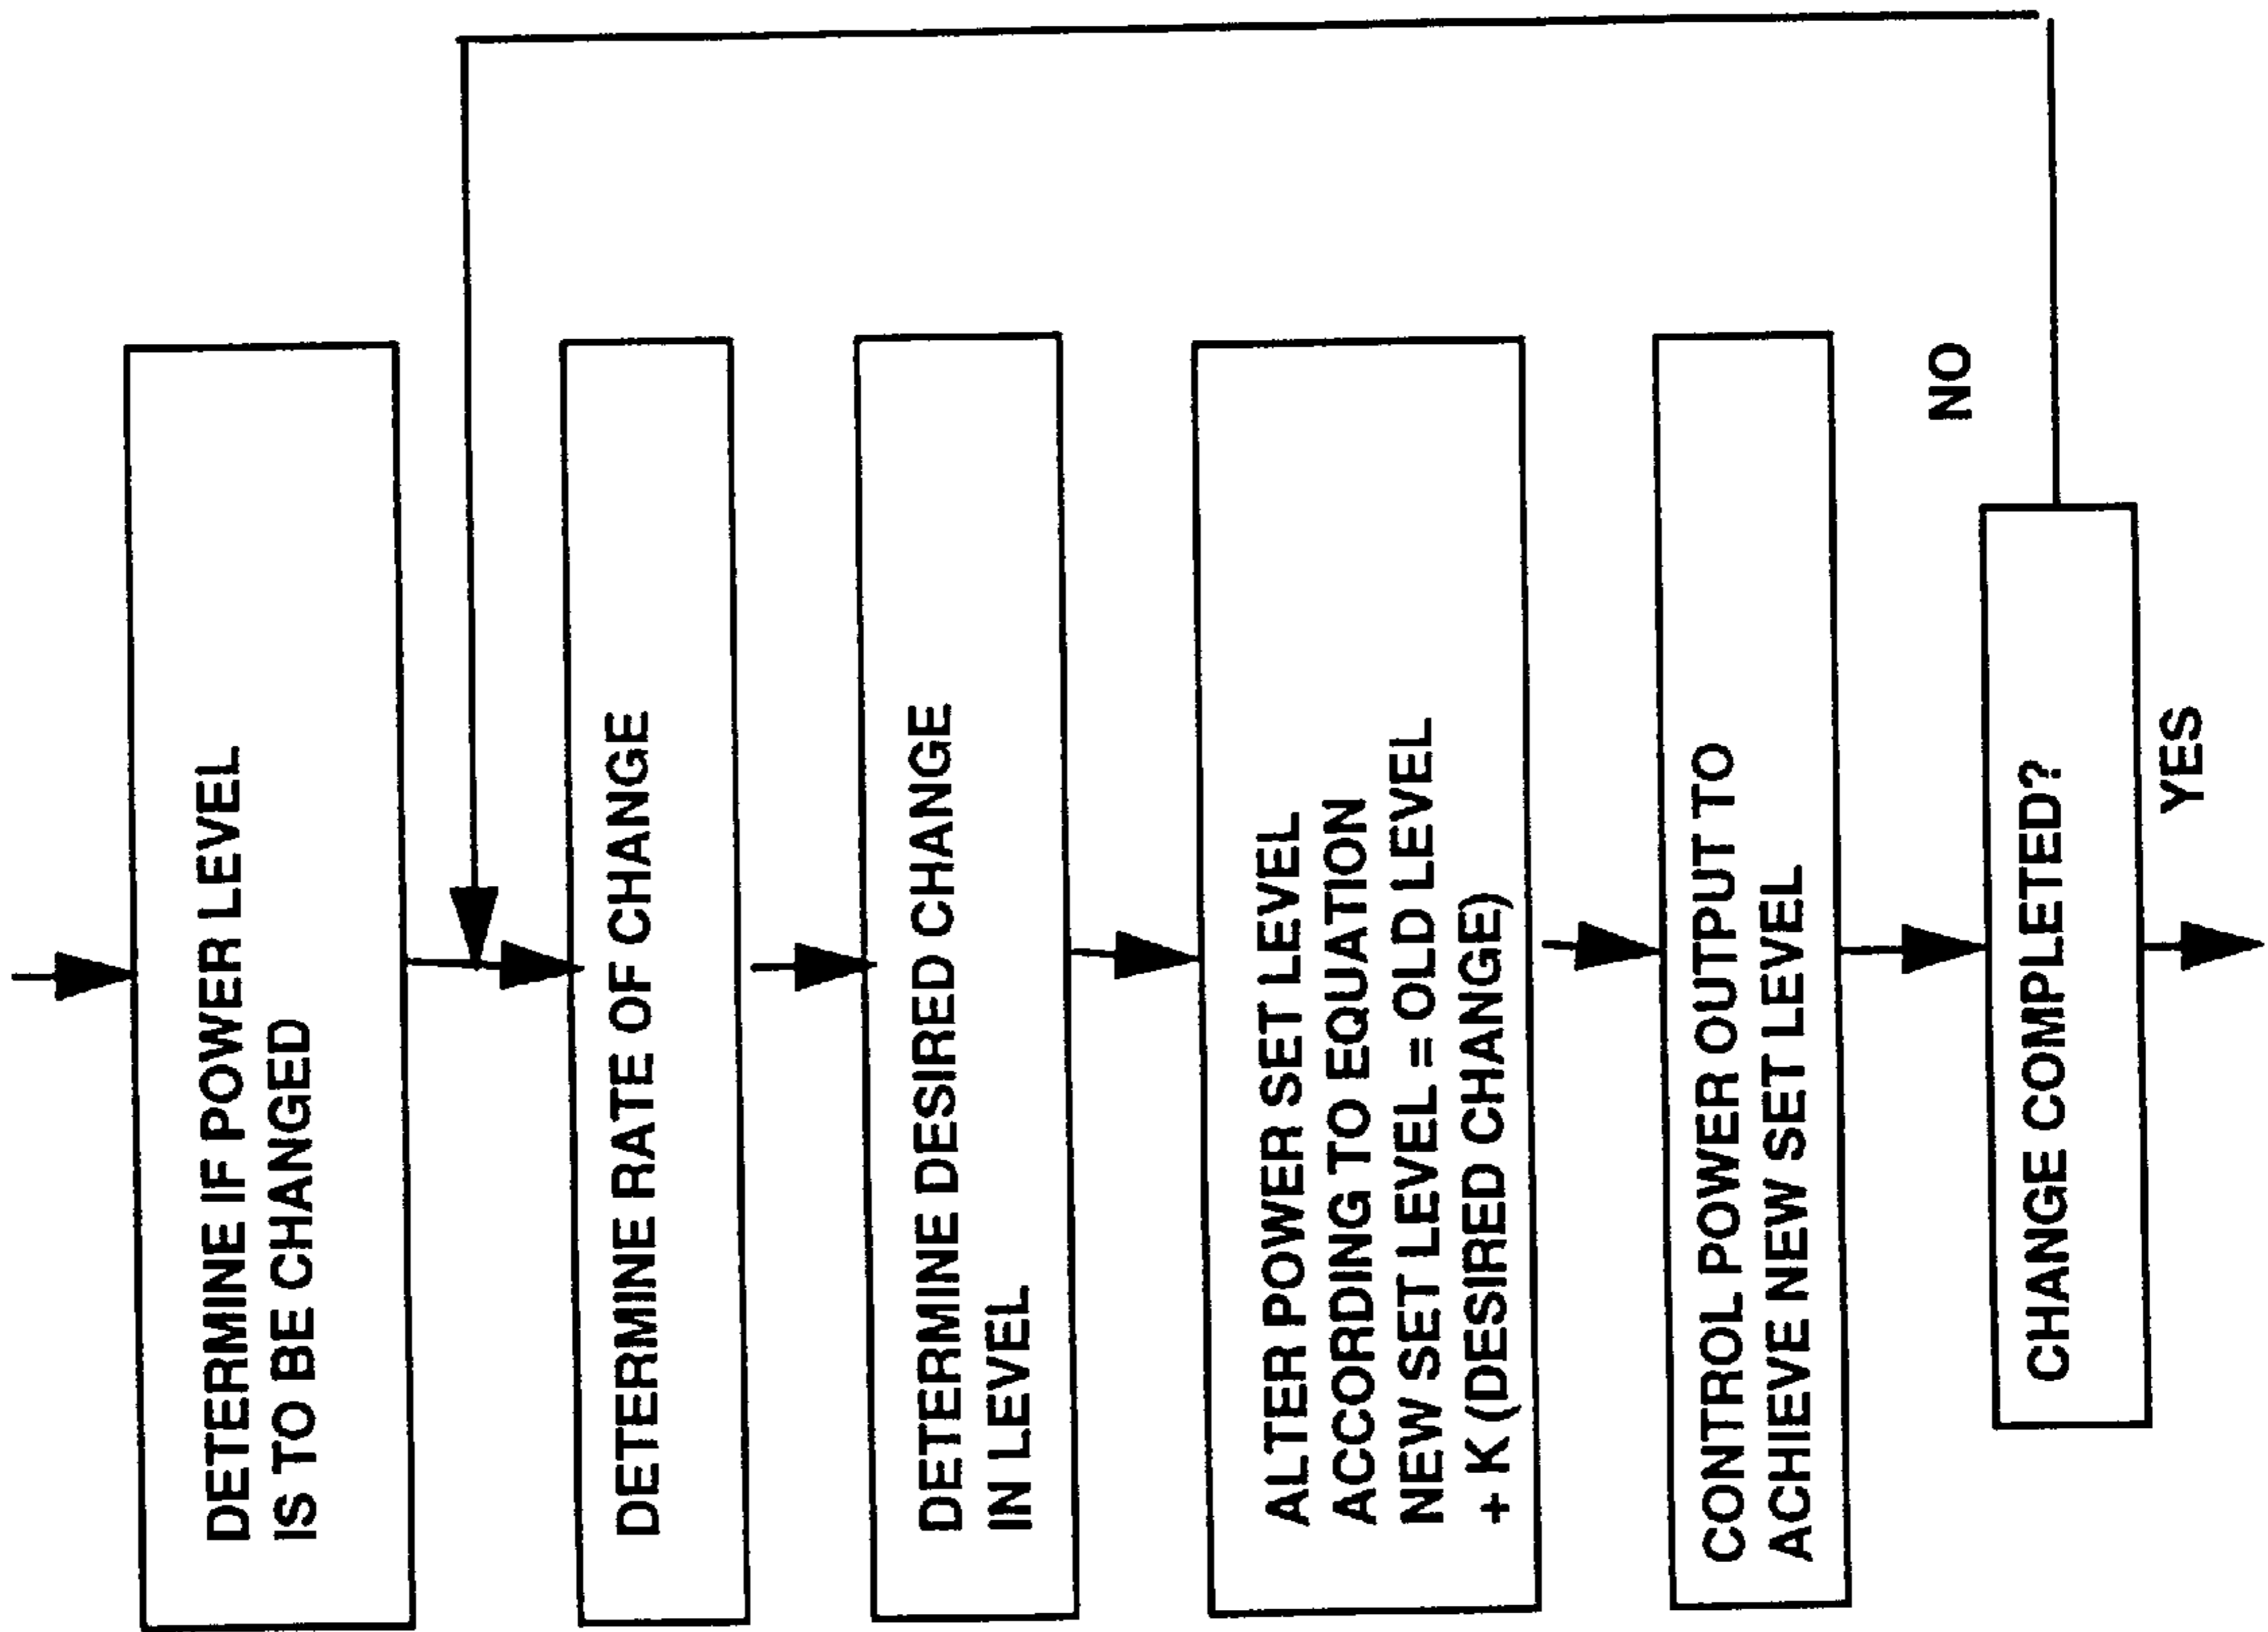 DETERMINE IF POWER LEVEL
IS TO BE CHANGED
DETERMINE RATE OF CHANGE
DETERMINE DESIRED CHANGE
IN LEVEL
ALTER POWER SET LEVEL
ACCORDING TO EQUATION
NEW SET LEVEL = OLD LEVEL
+ K (DESIRED CHANGE)
CONTROL POWER OUTPUT TO
ACHIEVE NEW SET LEVEL
NO
CHANGE COMPLETED?
YES